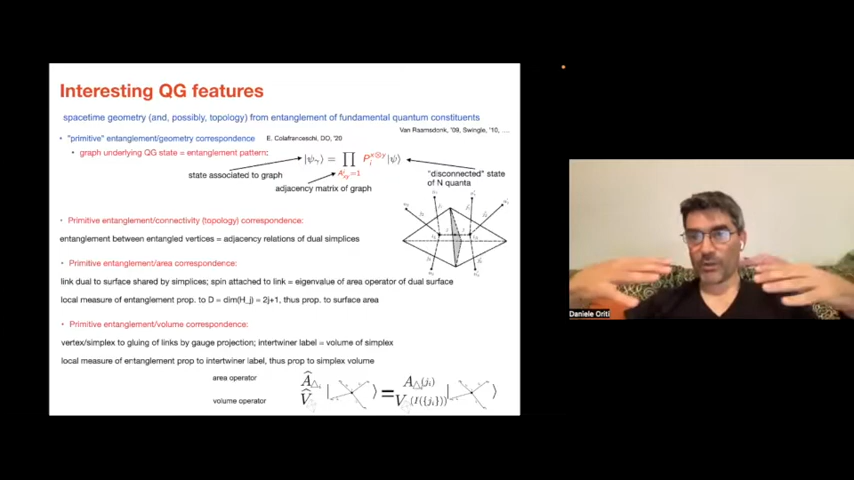 Interesting QG features
spacetime geometry (and, possibly, topology) from entanglement of fundamental quantum constituents
Van Raamsdonk, '09, Swingle, '10, ....
• "primitive" entanglement/geometry correspondence E. Colafranceschi, DO, '20
• graph underlying QG state = entanglement pattern:
state associated to graph
adjacency matrix of graph
"disconnected" state
of N quanta
• Primitive entanglement/connectivity (topology) correspondence:
entanglement between entangled vertices = adjacency relations of dual simplices
• Primitive entanglement/area correspondence:
link dual to surface shared by simplices; spin attached to link = eigenvalue of area operator of dual surface
local measure of entanglement prop. to D = dim(H_j) = 2j+1, thus prop. to surface area
• Primitive entanglement/volume correspondence:
vertex/simplex to gluing of links by gauge projection; intertwiner label = volume of simplex
local measure of entanglement prop to intertwiner label, thus prop to simplex volume
area operator
volume operator
Daniele Oriti